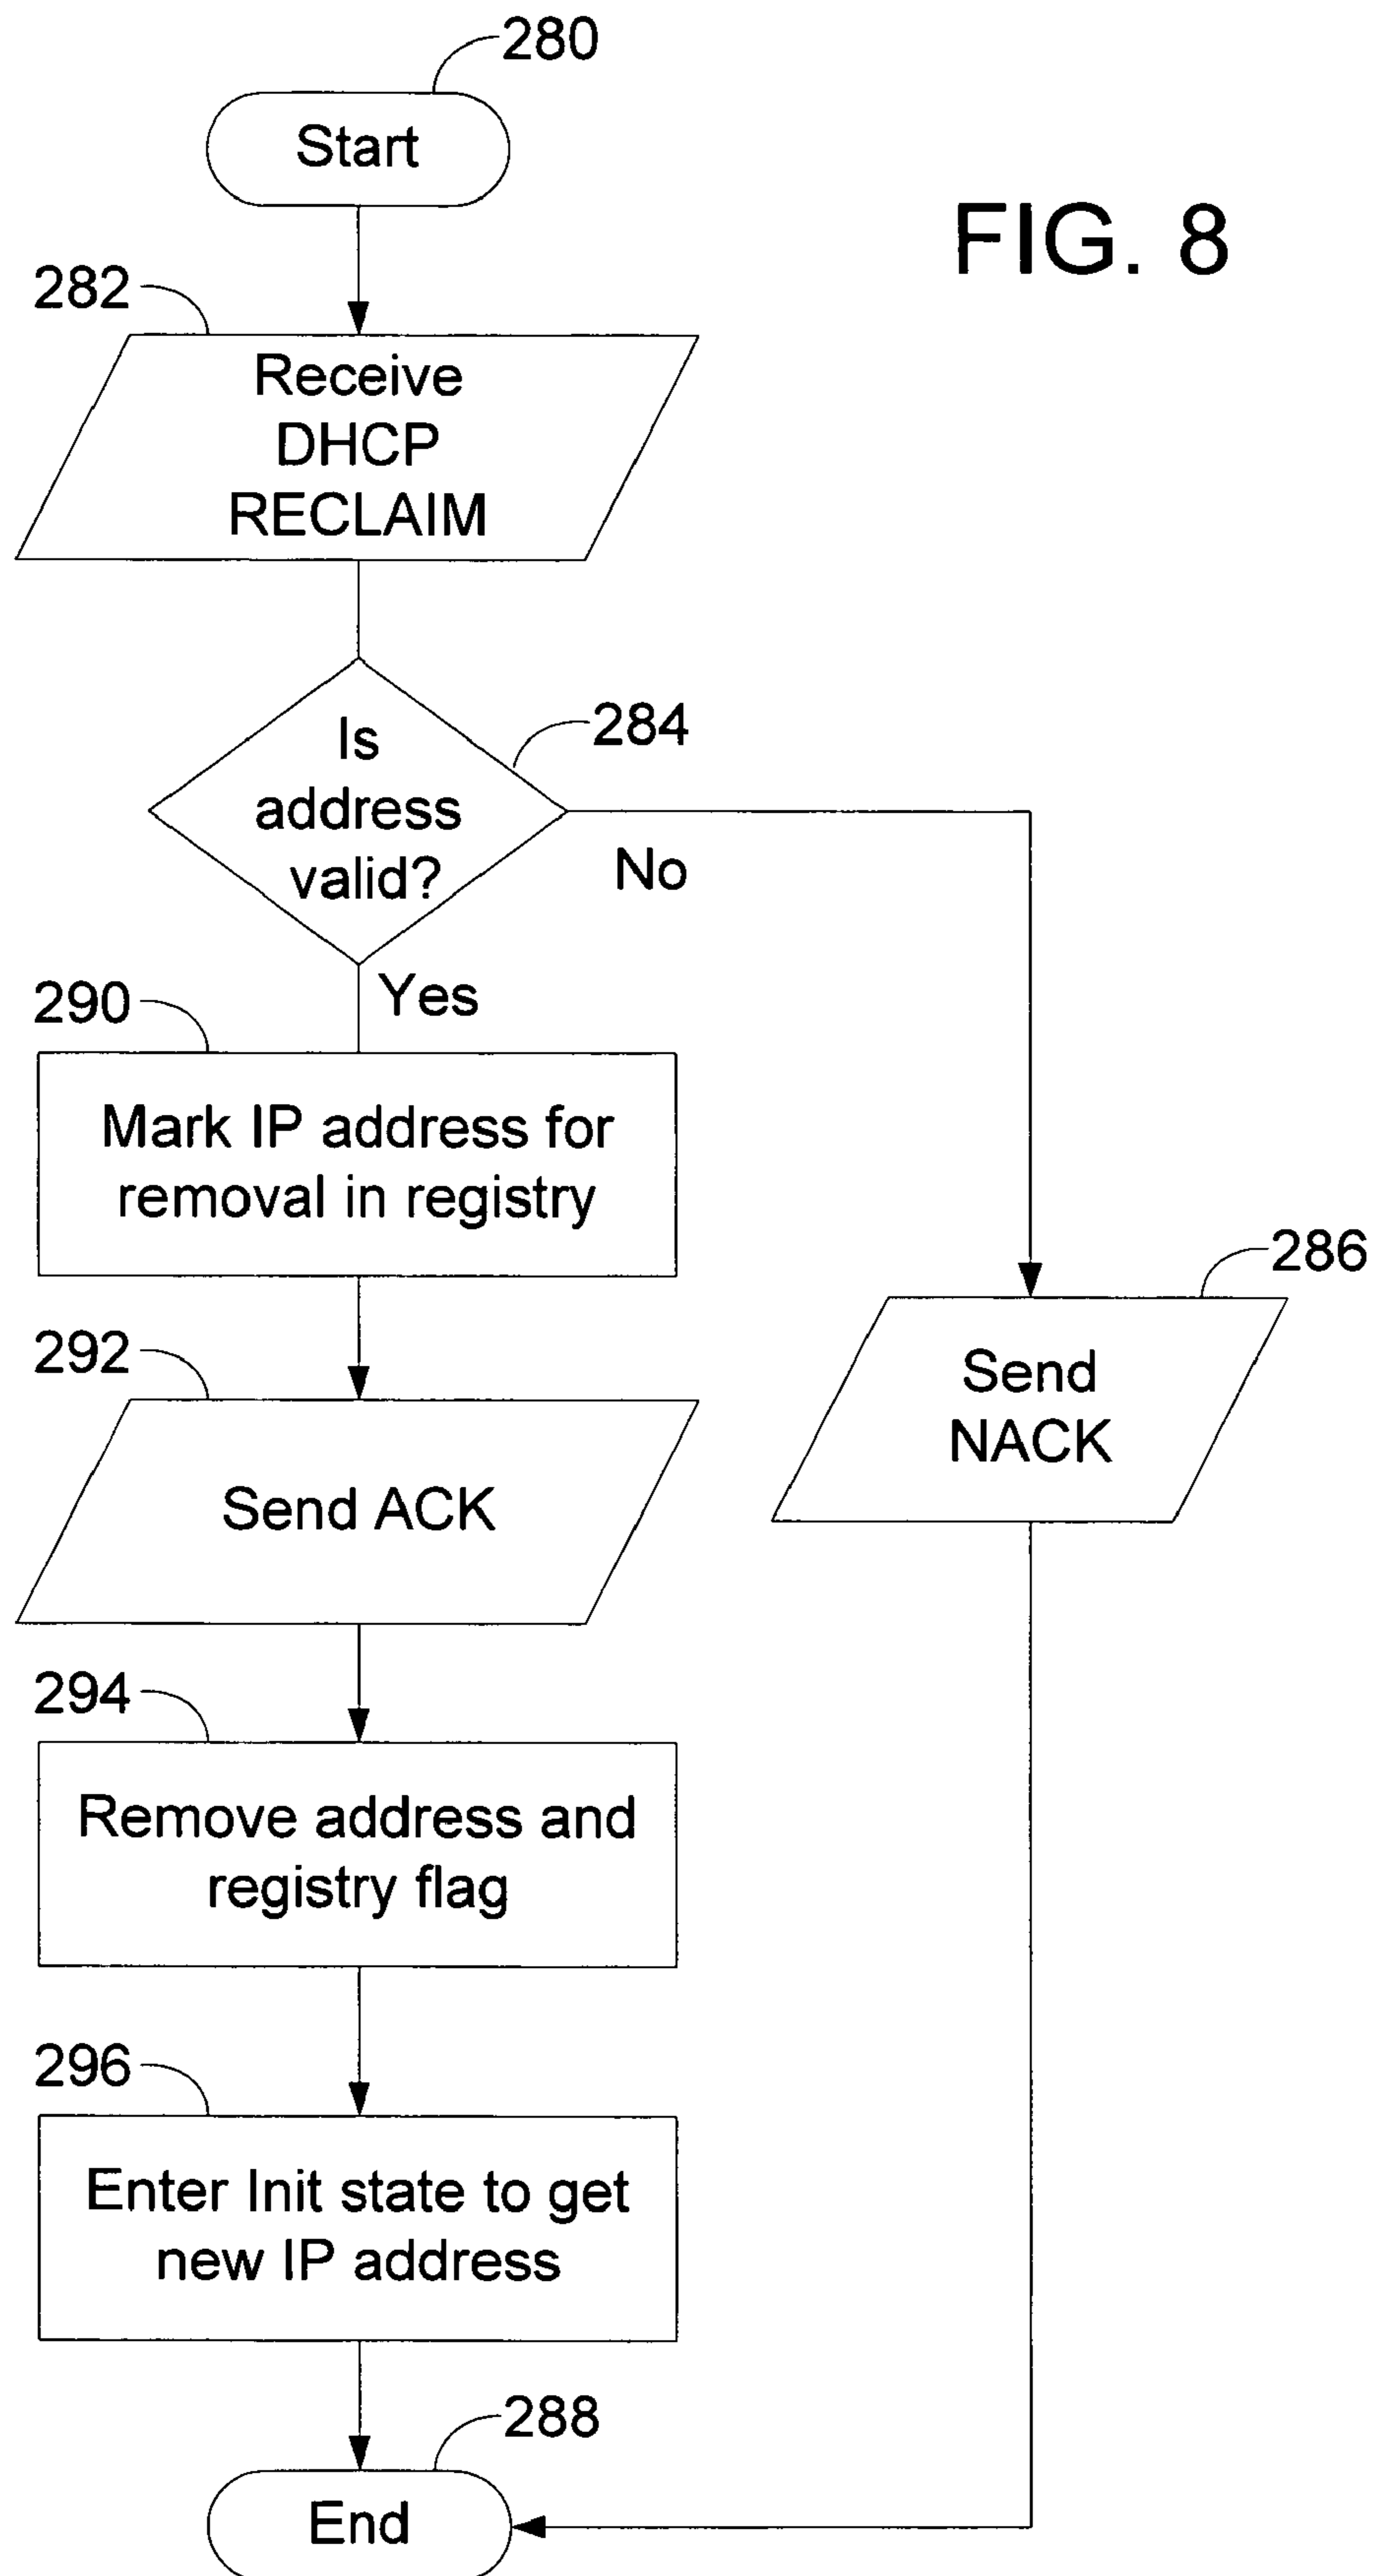 280
Start
FIG. 8
282
Receive
DHCP
RECLAIM
284
Is
address
valid?
No
Yes
290
Mark IP address for
removal in registry
286
Send
NACK
292
Send ACK
294
Remove address and
registry flag
296
Enter Init state to get
new IP address
288
End